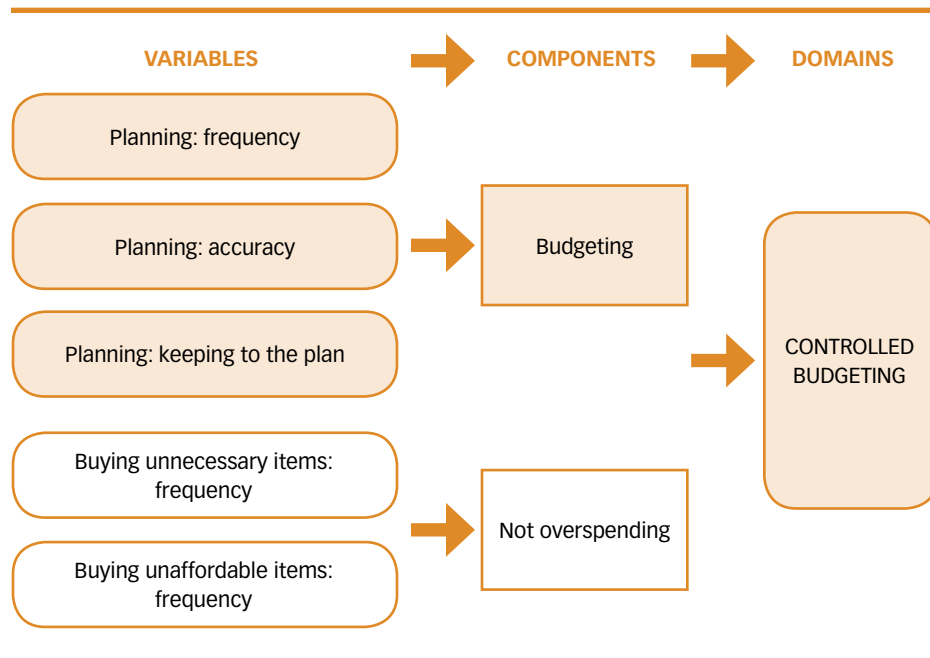 VARIABLES
COMPONENTS
DOMAINS
Planning: frequency
Planning: accuracy
Planning: keeping to the plan
Buying unnecessary items:
frequency
Buying unaffordable items:
frequency
Budgeting
Not overspending
CONTROLLED
BUDGETING